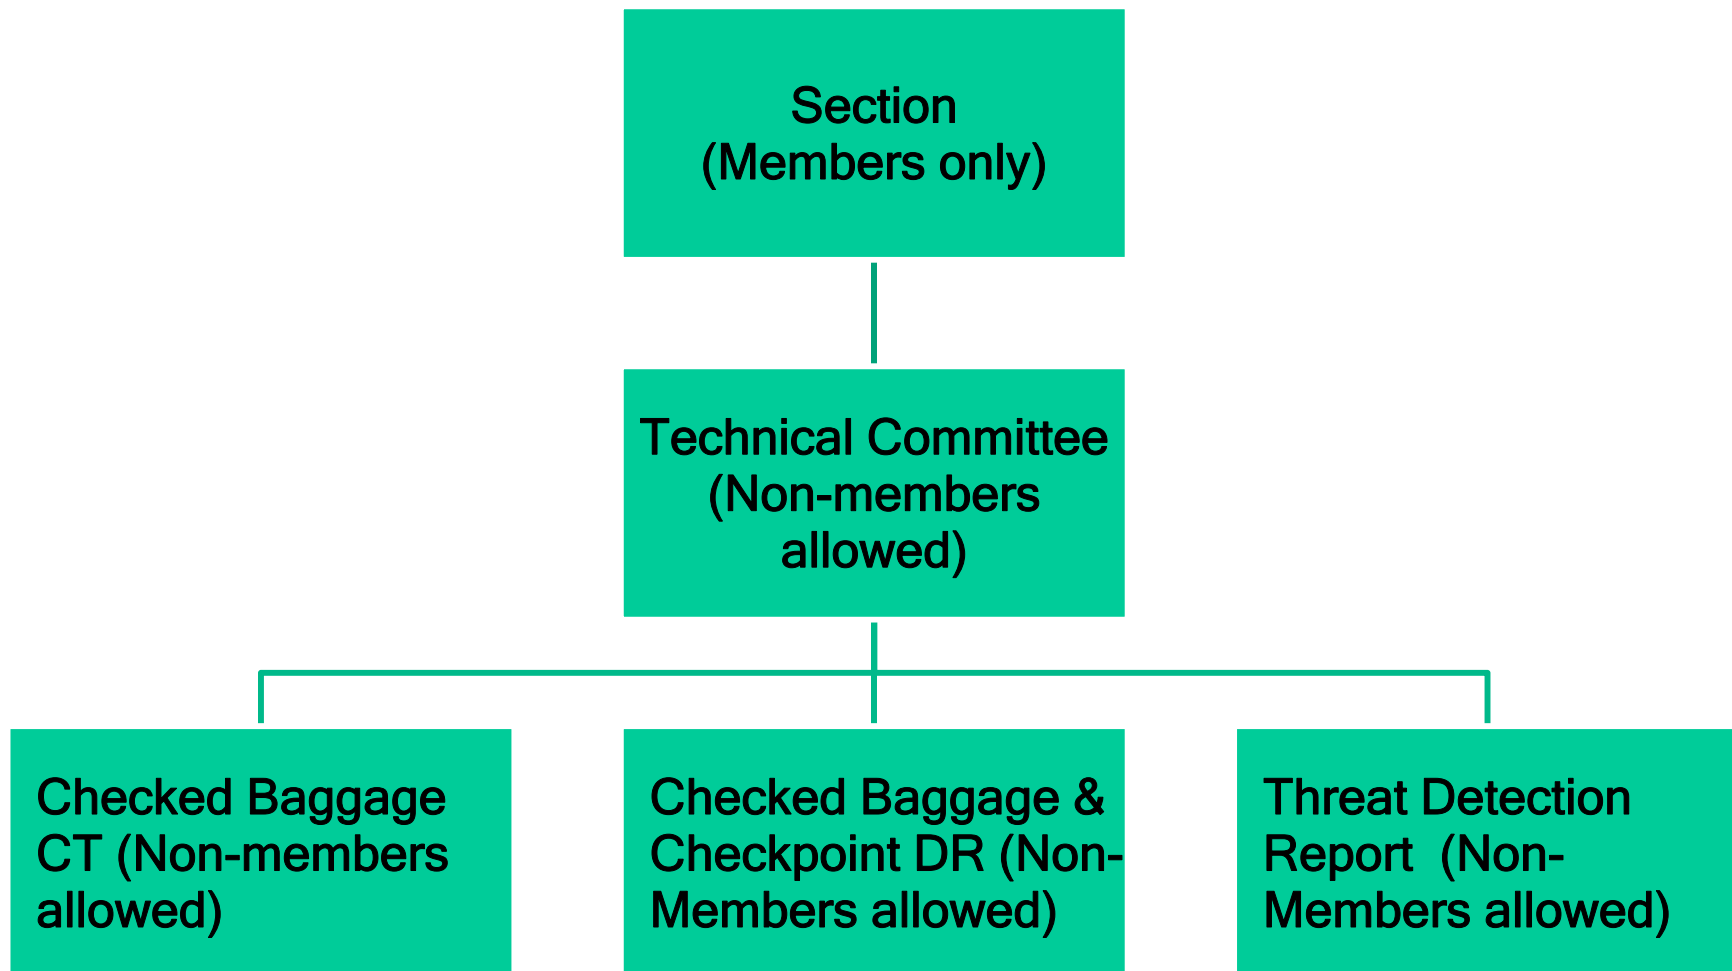 Section
(Members only)
Technical Committee
(Non-members
allowed)
Checked Baggage
CT (Non-members
allowed)
Checked Baggage &
Checkpoint DR (Non-
Members allowed)
Threat Detection
Report  (Non-
Members allowed)